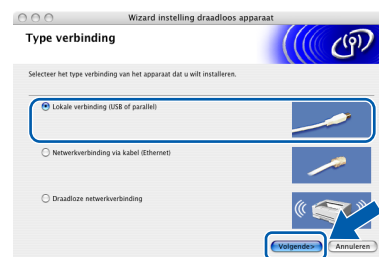 Wizard instelling draadloos apparaat
Type verbinding
Selecteer het type verbinding van het apparaat dat u wilt installeren.
Lokale verbinding (USB of parallel)
Netwerkverbinding via kabel (Ethernet)
Draadloze netwerkverbinding
Volgende> Annuleren